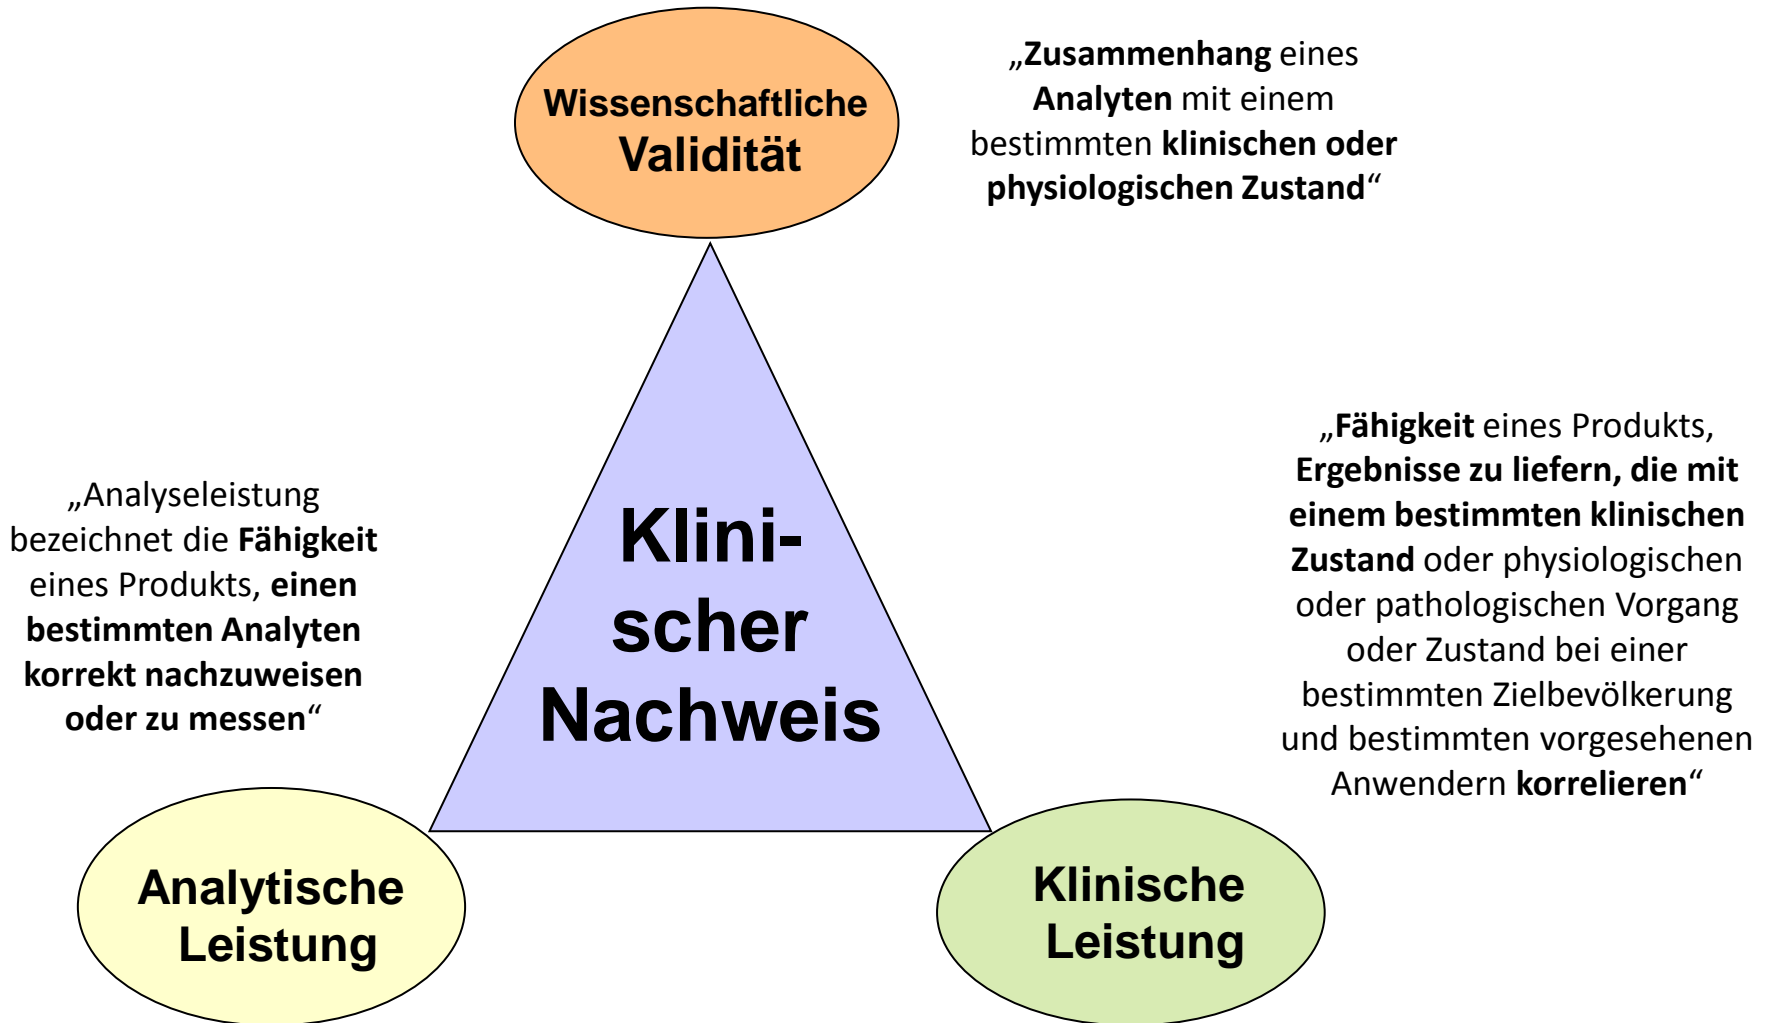 Wissenschaftliche
Validität
„Zusammenhang eines
Analyten mit einem
bestimmten klinischen oder
physiologischen Zustand“
„Analyseleistung
bezeichnet die Fähigkeit
eines Produkts, einen
bestimmten Analyten
korrekt nachzuweisen
oder zu messen“
Klini-
scher
Nachweis
„Fähigkeit eines Produkts,
Ergebnisse zu liefern, die mit
einem bestimmten klinischen
Zustand oder physiologischen
oder pathologischen Vorgang
oder Zustand bei einer
bestimmten Zielbevölkerung
und bestimmten vorgesehenen
Anwendern korrelieren“
Analytische
Leistung
Klinische
Leistung